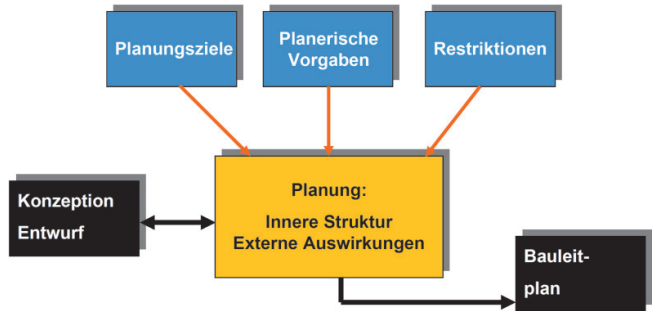 Planungsziele
Planerische
Vorgaben
Restriktionen
Planung:
Innere Struktur
Externe Auswirkungen
Konzeption
Entwurf
Bauleit-
plan